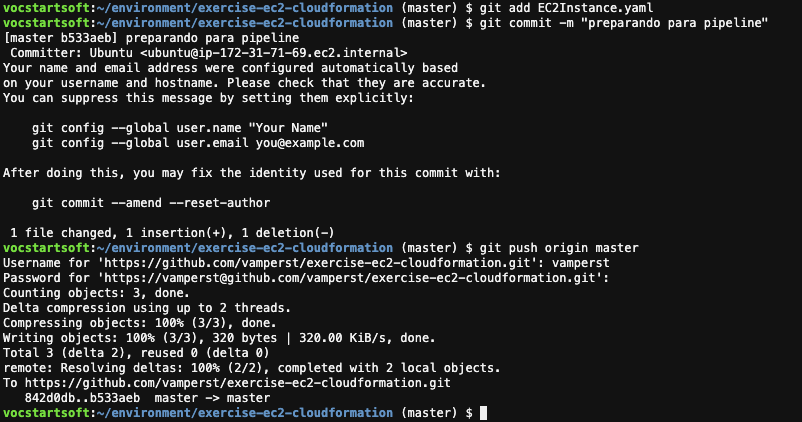 vocstartsoft:~/environment/exercise-ec2-cloudformation (master) $ git add EC2Instance.yaml
vocstartsoft:~/environment/exercise-ec2-cloudformation (master) $ git commit -m "preparando para pipeline"
[master b533aeb] preparando para pipeline
 Committer: Ubuntu <ubuntu@ip-172-31-71-69.ec2.internal>
Your name and email address were configured automatically based
on your username and hostname. Please check that they are accurate.
You can suppress this message by setting them explicitly:

    git config --global user.name "Your Name"
    git config --global user.email you@example.com

After doing this, you may fix the identity used for this commit with:

    git commit --amend --reset-author

 1 file changed, 1 insertion(+), 1 deletion(-)
vocstartsoft:~/environment/exercise-ec2-cloudformation (master) $ git push origin master
Username for 'https://github.com/vamperst/exercise-ec2-cloudformation.git': vamperst
Password for 'https://vamperst@github.com/vamperst/exercise-ec2-cloudformation.git':
Counting objects: 3, done.
Delta compression using up to 2 threads.
Compressing objects: 100% (3/3), done.
Writing objects: 100% (3/3), 320 bytes | 320.00 KiB/s, done.
Total 3 (delta 2), reused 0 (delta 0)
remote: Resolving deltas: 100% (2/2), completed with 2 local objects.
To https://github.com/vamperst/exercise-ec2-cloudformation.git
   842d0db..b533aeb  master -> master
vocstartsoft:~/environment/exercise-ec2-cloudformation (master) $